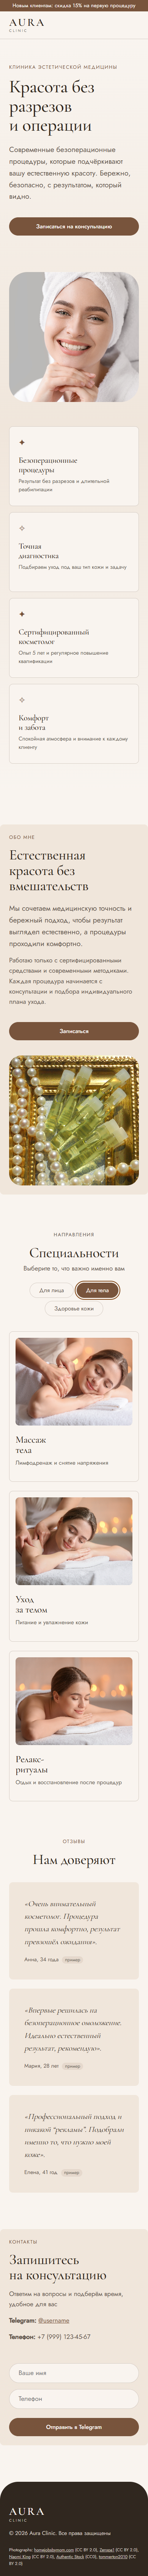 Новым клиентам: скидка 15% на первую процедуру
AURA
CLINIC
КЛИНИКА ЭСТЕТИЧЕСКОЙ МЕДИЦИНЫ
Красота без
разрезов
и операции
Современные безоперационные
процедуры, которые подчёркивают
вашу естественную красоту. Бережно,
безопасно, с результатом, который
видно.
Записаться на консультацию
Безоперационные
процедуры
Результат без разрезов и длительной
реабилитации
Точная
диагностика
Подбираем уход под ваш тип кожи и задачу
Сертифицированный
косметолог
Опыт 5 лет и регулярное повышение
квалификации
Комфорт
и забота
Спокойная атмосфера и внимание к каждому
клиенту
ОБО МНЕ
Естественная
красота без
вмешательств
Мы сочетаем медицинскую точность и
бережный подход, чтобы результат
выглядел естественно, а процедуры
проходили комфортно.
Работаю только с сертифицированными
средствами и современными методиками.
Каждая процедура начинается с
консультации и подбора индивидуального
плана ухода.
Записаться
НАПРАВЛЕНИЯ
Специальности
Выберите то, что важно именно вам
Для лица
Для тела
Здоровье кожи
Массаж
тела
Лимфодренаж и снятие напряжения
Уход
за телом
Питание и увлажнение кожи
Релакс-
ритуалы
Отдых и восстановление после процедур
ОТЗЫВЫ
Нам доверяют
«Очень внимательный
косметолог. Процедура
прошла комфортно, результат
превзошёл ожидания».
Анна, 34 года пример
«Впервые решилась на
безоперационное омоложение.
Идеально естественный
результат, рекомендую».
Мария, 28 лет пример
«Профессиональный подход и
никакой "рекламы". Подобрали
именно то, что нужно моей
коже».
Елена, 41 год пример
КОНТАКТЫ
Запишитесь
на консультацию
Ответим на вопросы и подберём время,
удобное для вас
Telegram: @username
Телефон: +7 (999) 123-45-67
Ваше имя
Телефон
Отправить в Telegram
AURA
CLINIC
© 2026 Aura Clinic. Все права защищены